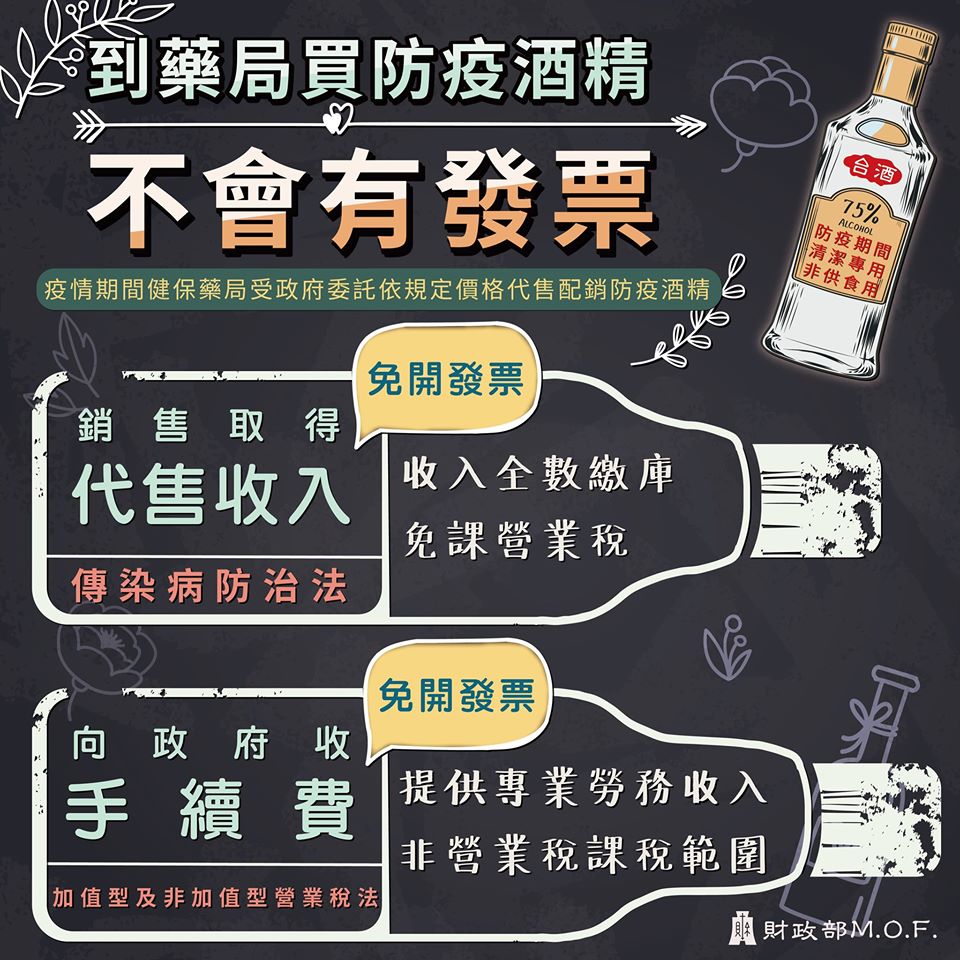 到藥局買防疫酒精
不會有發票
疫情期間健保藥局受政府委託依規定價格代售配銷防疫酒精
台酒
75%
ALCOHOL
防疫期間
清潔專用
非供食用
免開發票
銷售取得
代售收入
傳染病防治法
收入全數繳庫
免課營業稅
免開發票
向政府收
手續費
加值型及非加值型營業稅法
提供專業勞務收入
非營業稅課稅範圍
財政部M.O.F.